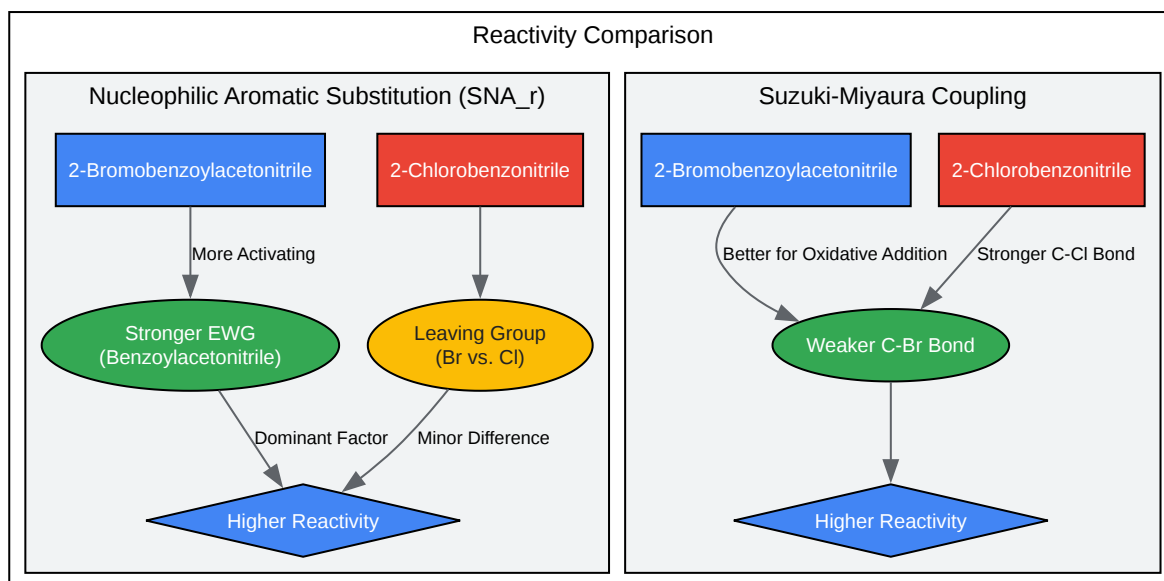 Reactivity Comparison
Nucleophilic Aromatic Substitution (SNA_r)
2-Bromobenzoylacetonitrile
2-Chlorobenzonitrile
More Activating
Stronger EWG
(Benzoylacetonitrile)
Leaving Group
(Br vs. Cl)
Dominant Factor
Minor Difference
Higher Reactivity
Suzuki-Miyaura Coupling
2-Bromobenzoylacetonitrile
2-Chlorobenzonitrile
Better for Oxidative Addition
Stronger C-Cl Bond
Weaker C-Br Bond
Higher Reactivity